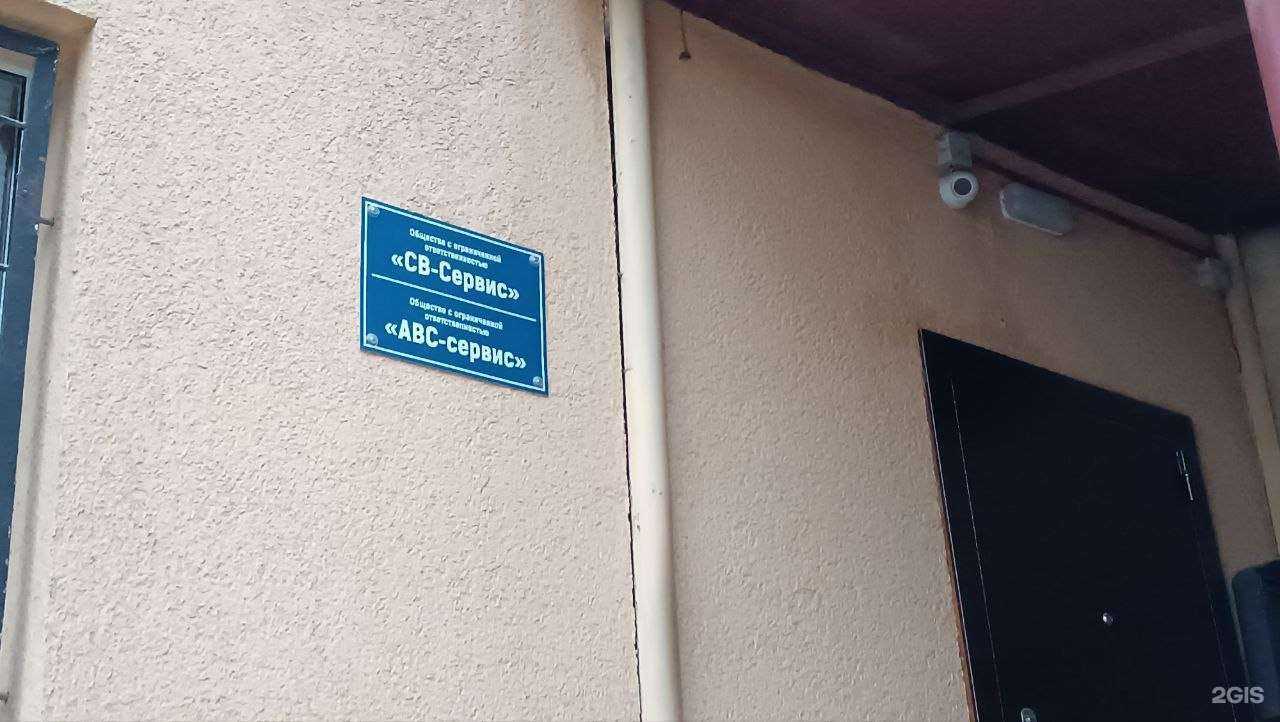 Общество с ограниченной
ответственностью
«СВ-Сервис»
Общество с ограниченной
ответственностью
«АВС-сервис»
2GIS